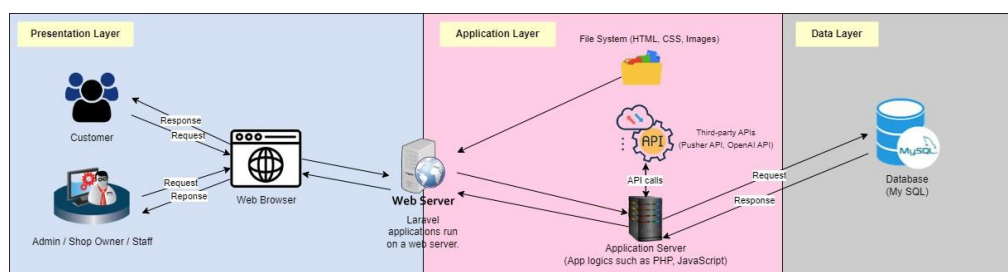 Presentation Layer
Customer
Response
Request
Request
Reponse
Admin / Shop Owner / Staff
Web Browser
Application Layer
File System (HTML, CSS, Images)
API
Third-party APIs
(Pusher API, OpenAI API)
API calls
Web Server
Laravel
applications run
on a web server.
Application Server
(App logics such as PHP, JavaScript)
Request
Response
Data Layer
MySQL
Database
(My SQL)